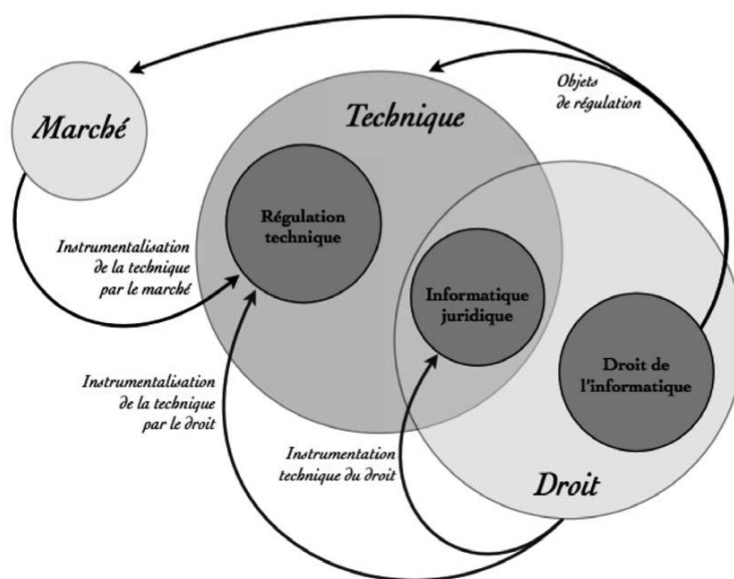 Objets
de régulation
Marché
Technique
Régulation
technique
Instrumentalisation
de la technique
par le marché
Informatique
juridique
Droit de
l'informatique
Instrumentalisation
de la technique
par le droit
Instrumentation
technique du droit
Droit